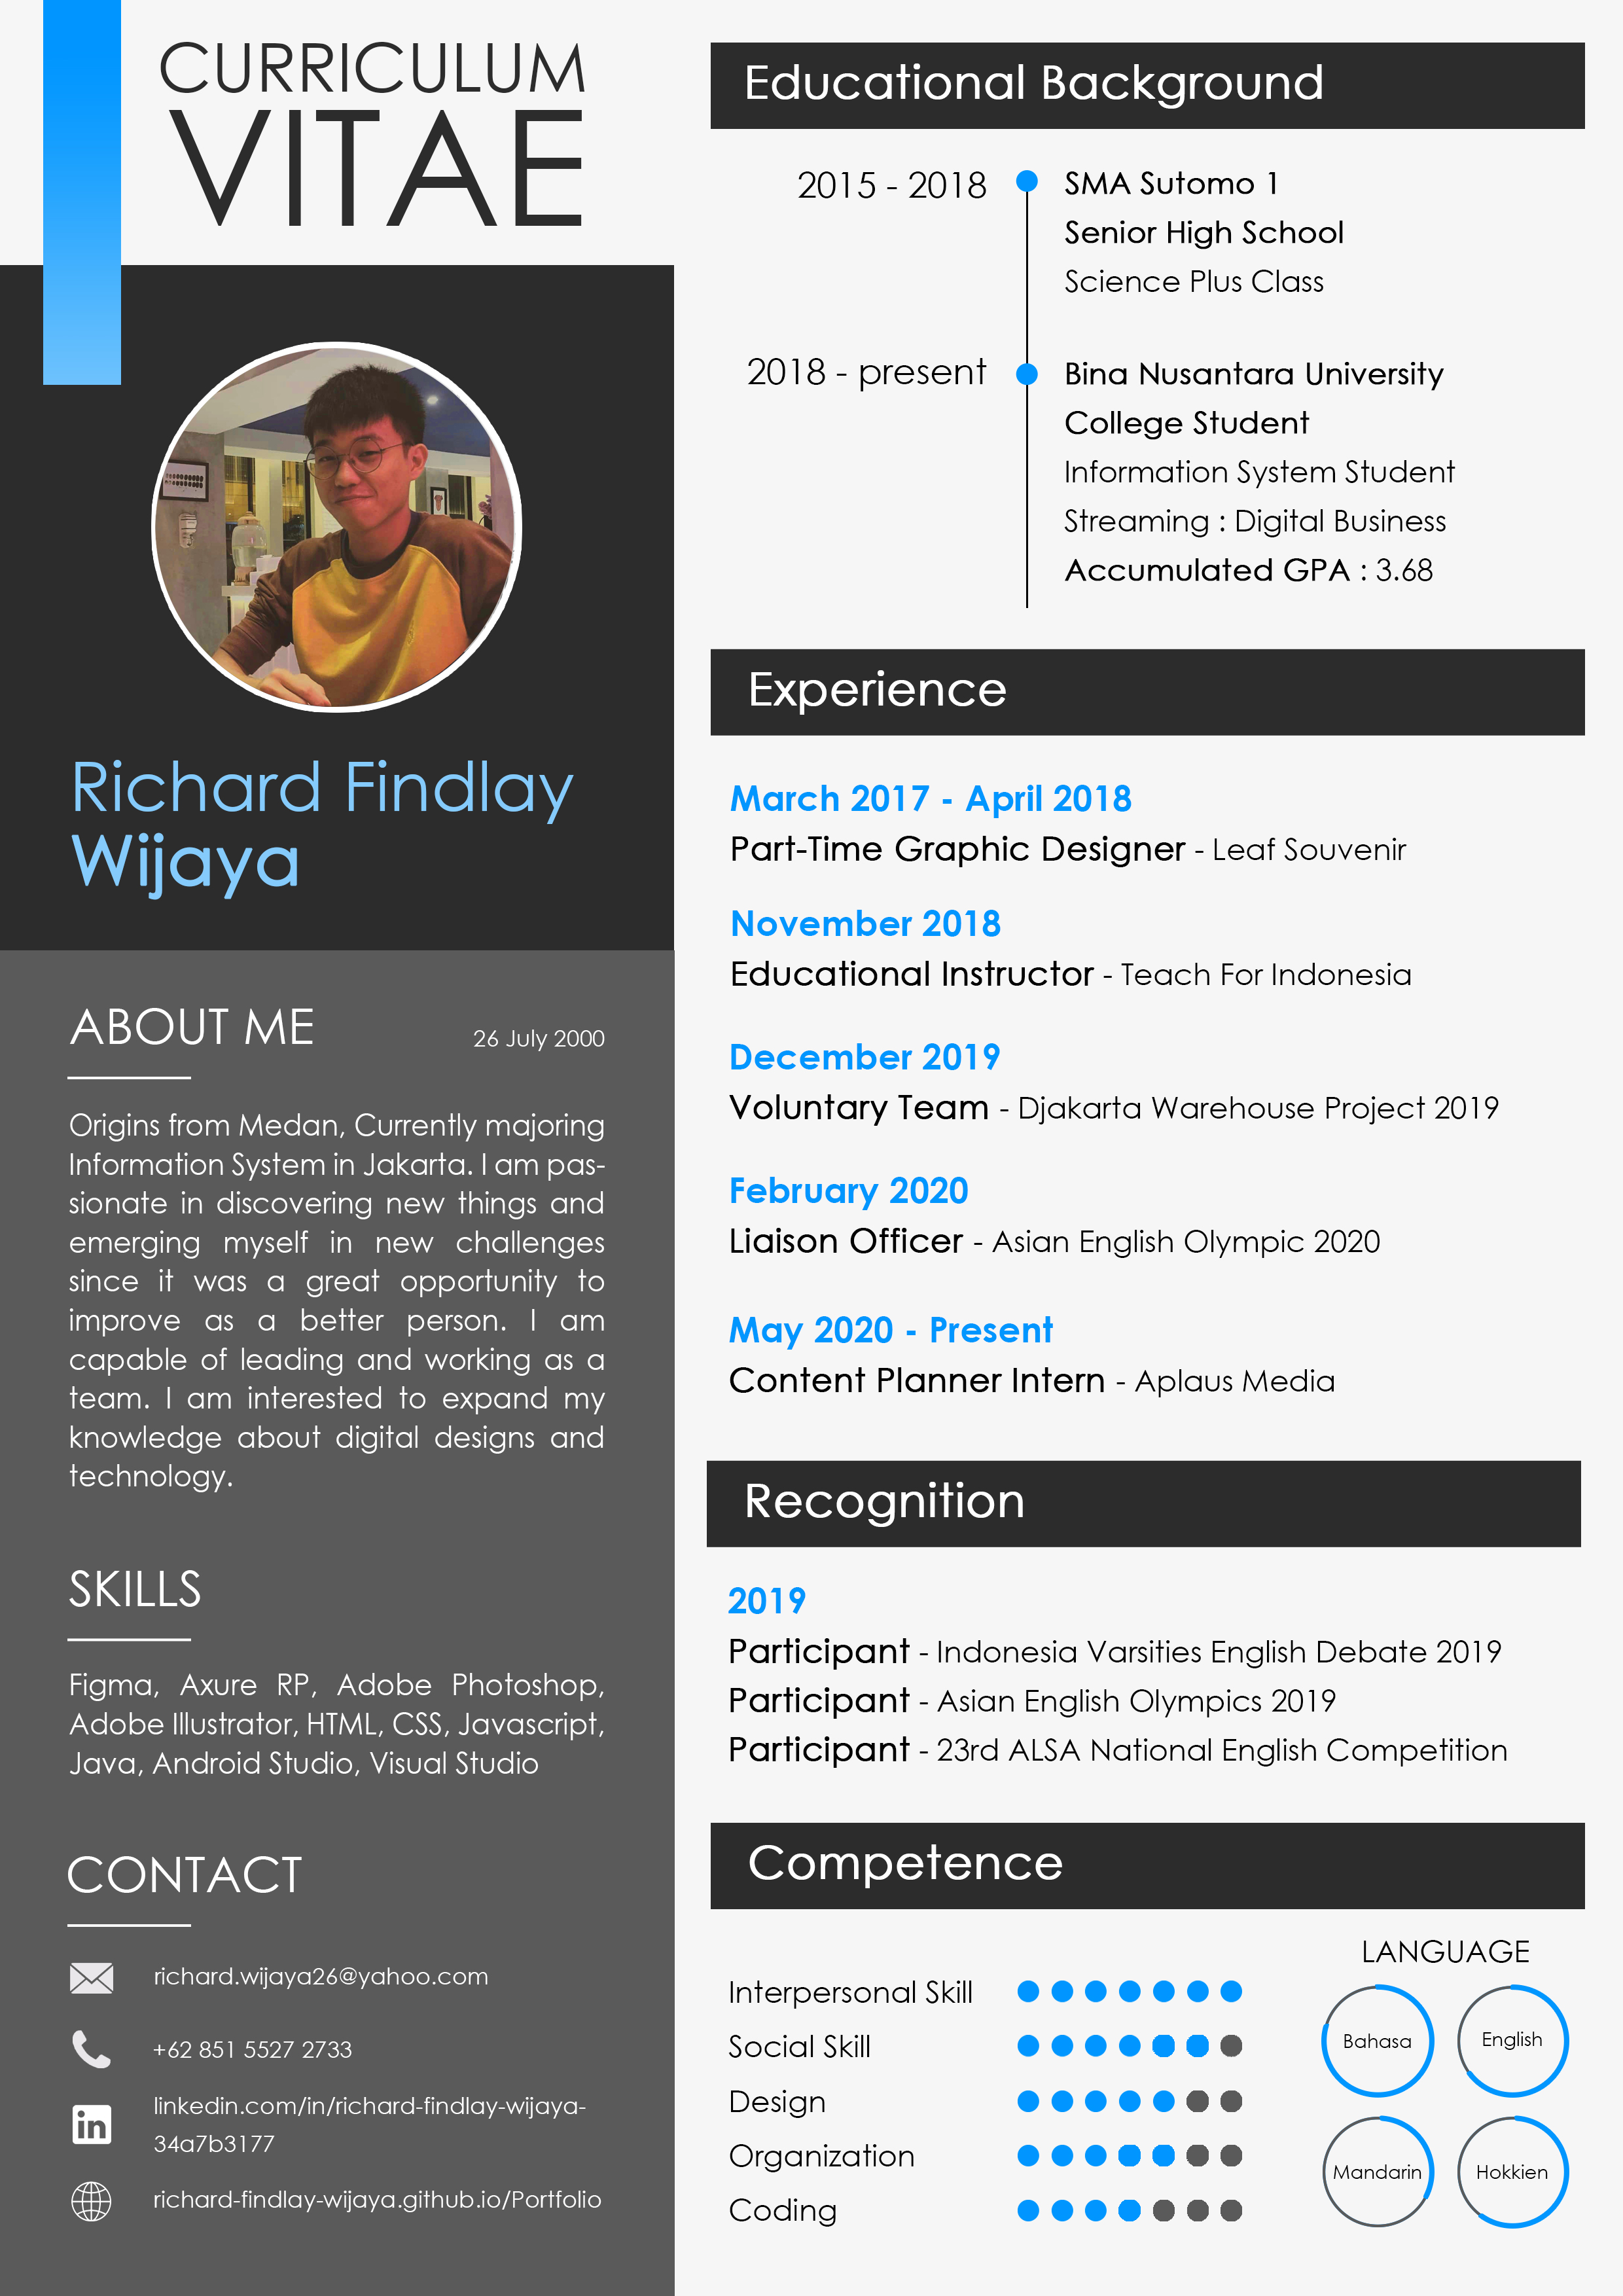 CURRICULUM
VITAE
Richard Findlay
Wijaya
ABOUT ME
26 July 2000
Origins from Medan, Currently majoring
Information System in Jakarta. I am pas-
sionate in discovering new things and
emerging myself in new challenges
since it was a great opportunity to
improve as a better person. I am
capable of leading and working as a
team. I am interested to expand my
knowledge about digital designs and
technology.
SKILLS
Figma, Axure RP, Adobe Photoshop,
Adobe Illustrator, HTML, CSS, Javascript,
Java, Android Studio, Visual Studio
CONTACT
richard.wijaya26@yahoo.com
+62 851 5527 2733
in
linkedin.com/in/richard-findlay-wijaya-
34a7b3177
richard-findlay-wijaya.github.io/Portfolio
Educational Background
2015 - 2018
SMA Sutomo 1
Senior High School
Science Plus Class
2018 - present
Bina Nusantara University
College Student
Information System Student
Streaming : Digital Business
Accumulated GPA : 3.68
Experience
March 2017 - April 2018
Part-Time Graphic Designer - Leaf Souvenir
November 2018
Educational Instructor - Teach For Indonesia
December 2019
Voluntary Team - Djakarta Warehouse Project 2019
February 2020
Liaison Officer - Asian English Olympic 2020
May 2020 - Present
Content Planner Intern - Aplaus Media
Recognition
2019
Participant - Indonesia Varsities English Debate 2019
Participant - Asian English Olympics 2019
Participant - 23rd ALSA National English Competition
Competence
Interpersonal Skill
Social Skill
Design
Organization
Coding
LANGUAGE
Bahasa
English
Mandarin
Hokkien